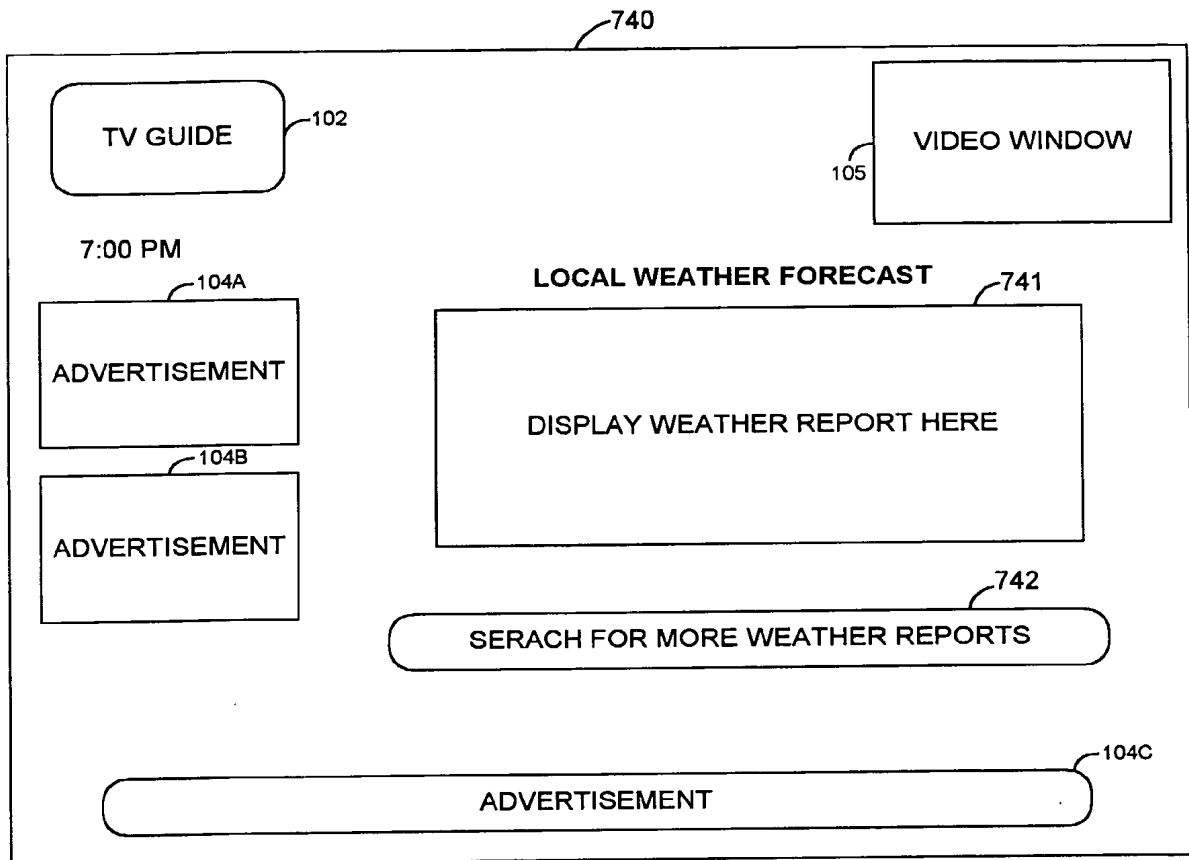 740
TV GUIDE
102
VIDEO WINDOW
105
7:00 PM
LOCAL WEATHER FORECAST
104A
741
ADVERTISEMENT
DISPLAY WEATHER REPORT HERE
104B
ADVERTISEMENT
742
SERACH FOR MORE WEATHER REPORTS
104C
ADVERTISEMENT